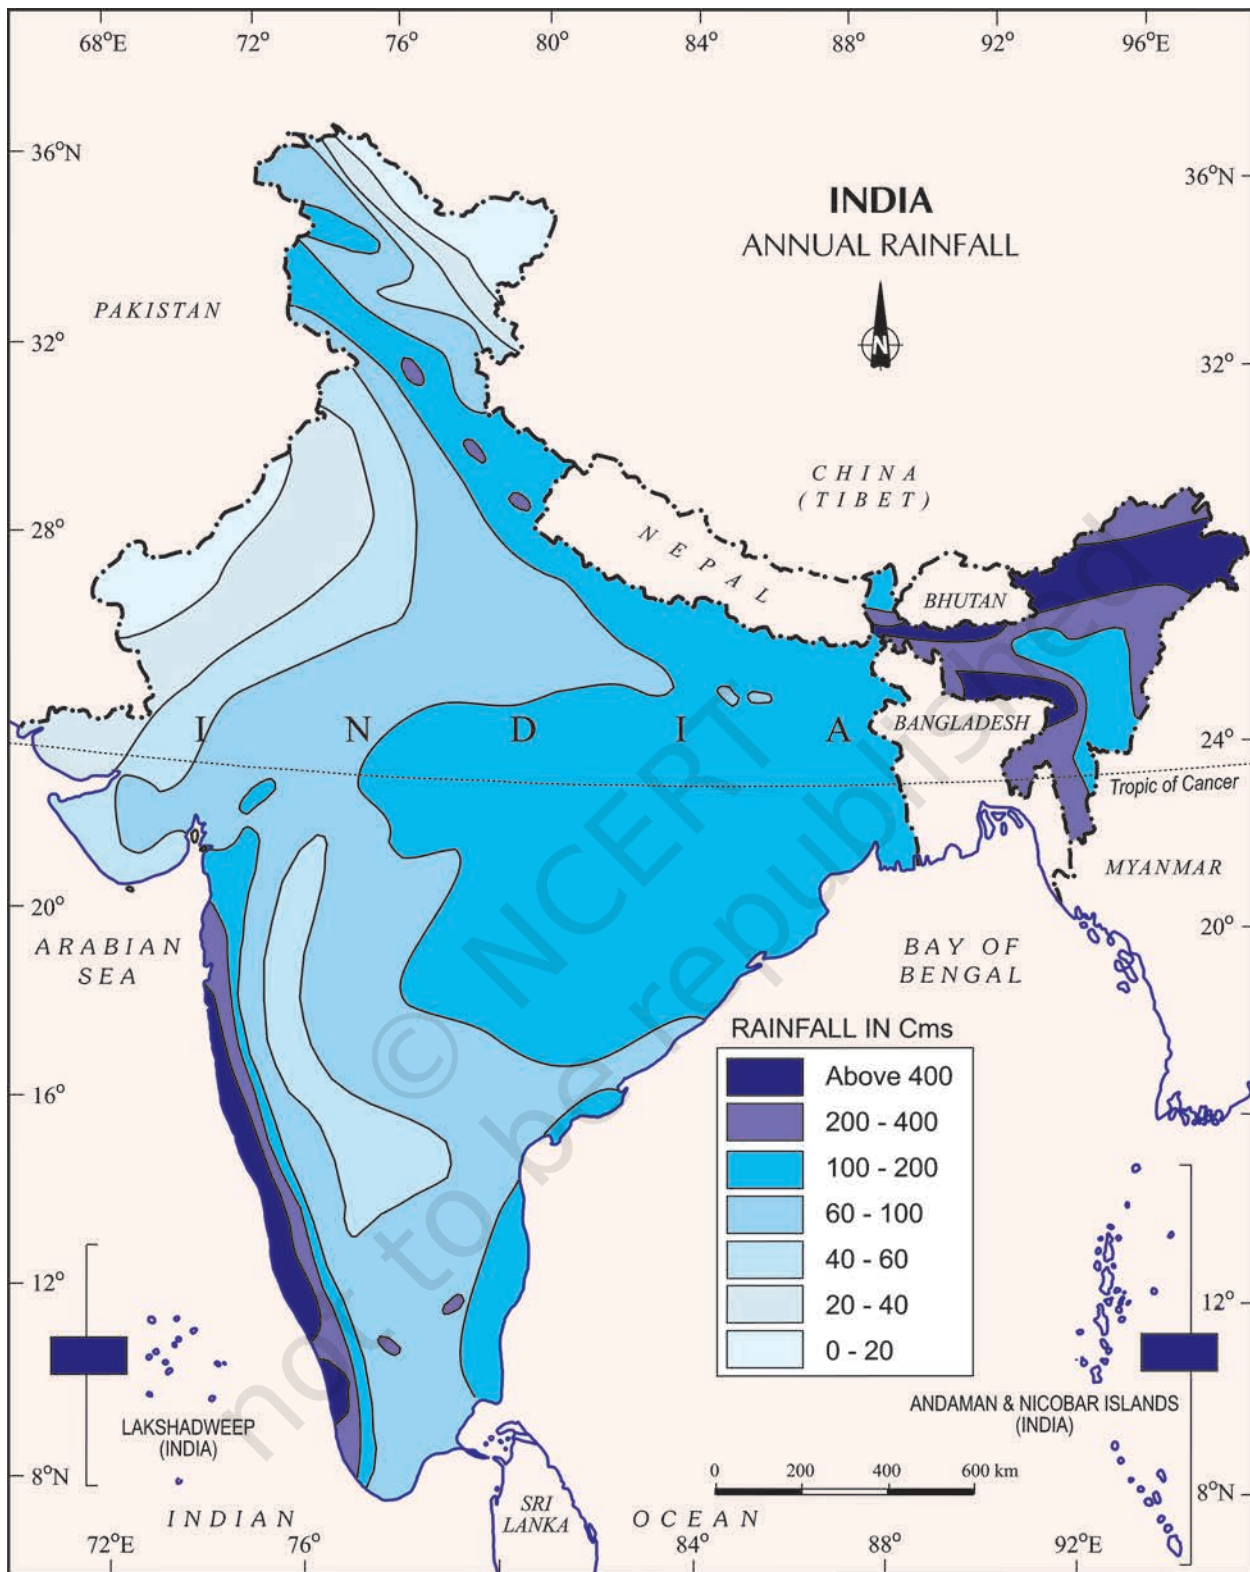 68°E 72° 76° 80° 84° 88° 92° 96°E
36°N
36°N
INDIA
ANNUAL RAINFALL
N
PAKISTAN
32°
32°
CHINA
(TIBET)
28°
28°
NEPAL
BHUTAN
INDIA
BANGLADESH
24°
24°
Tropic of Cancer
MYANMAR
20°
20°
ARABIAN
SEA
BAY OF
BENGAL
RAINFALL IN Cms
Above 400
200 - 400
100 - 200
60 - 100
40 - 60
20 - 40
0 - 20
16°
12°
12°
LAKSHADWEEP
(INDIA)
ANDAMAN & NICOBAR ISLANDS
(INDIA)
8°N
8°N
0 200 400 600 km
SRI
LANKA
INDIAN OCEAN
72°E 76° 84° 88° 92°E
© NCERT
not to be republished